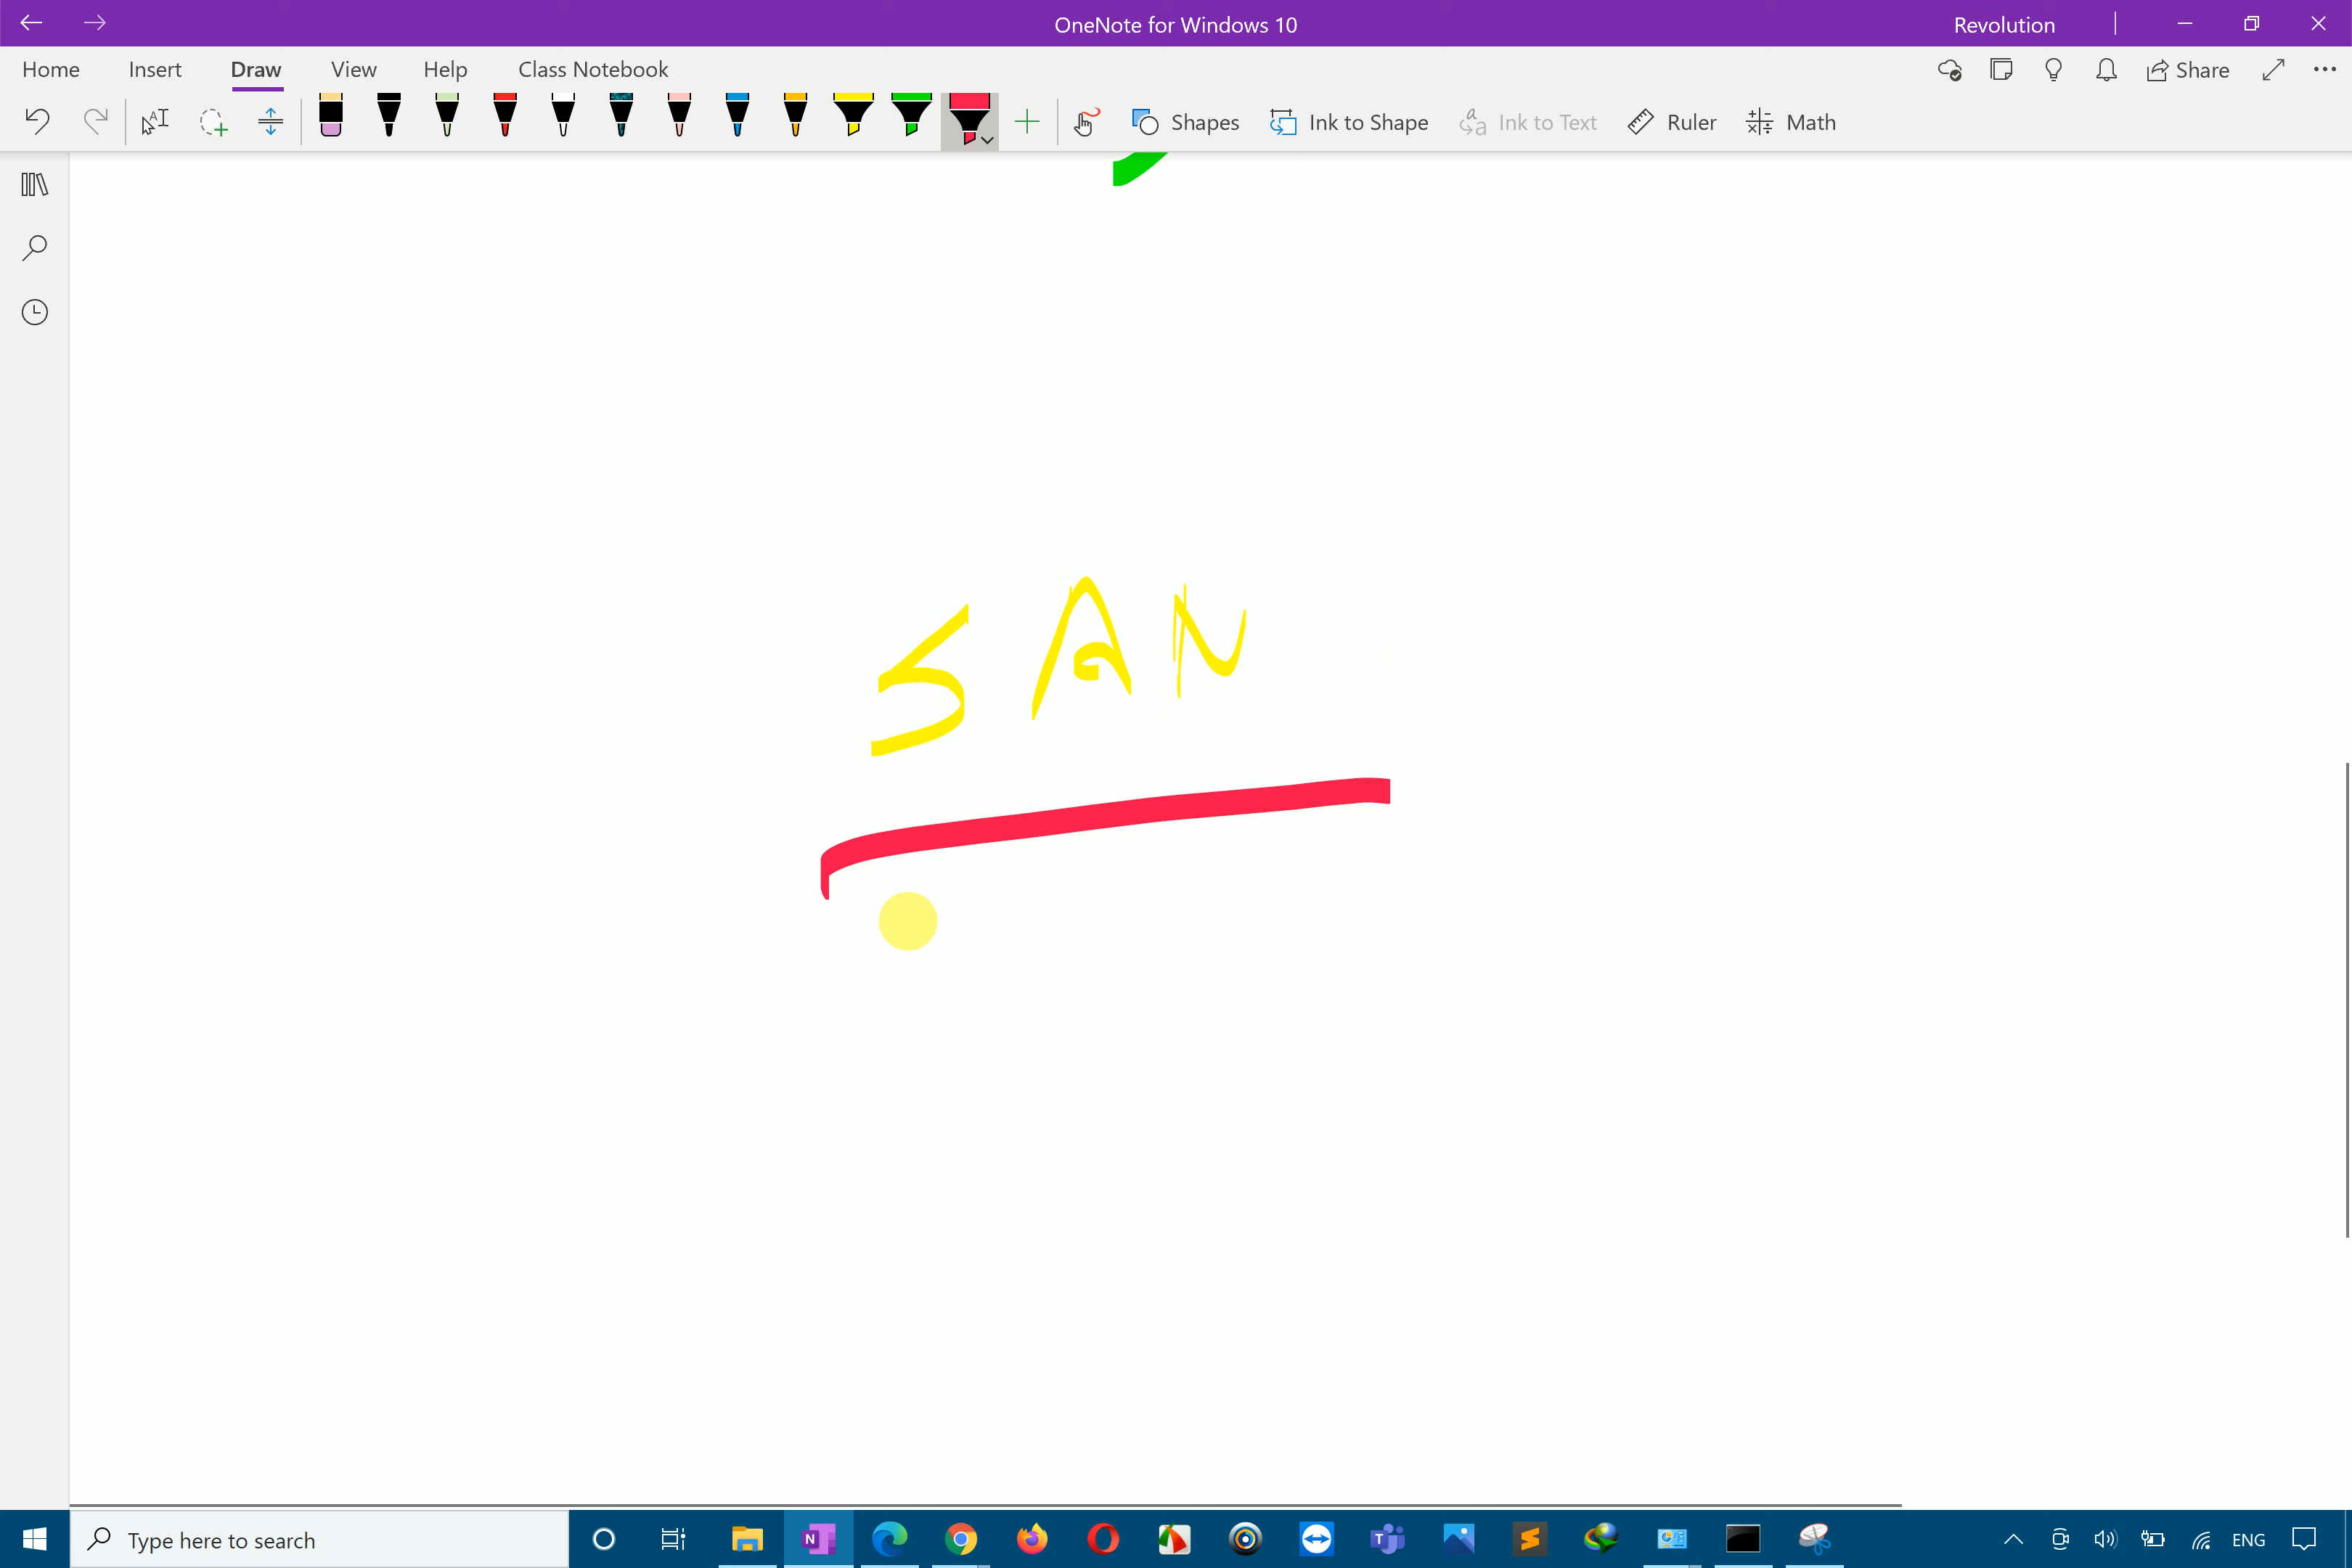 OneNote for Windows 10 Revolution
Home Insert Draw View Help Class Notebook Share
Shapes Ink to Shape Ink to Text Ruler Math
SAN
Type here to search ENG